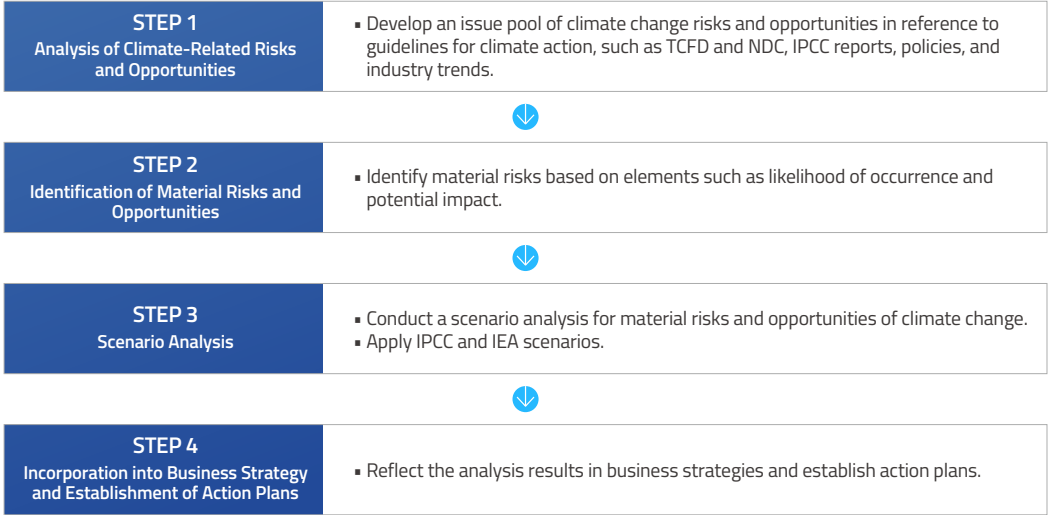 STEP 1
Analysis of Climate-Related Risks
and Opportunities
▪ Develop an issue pool of climate change risks and opportunities in reference to
guidelines for climate action, such as TCFD and NDC, IPCC reports, policies, and
industry trends.
STEP 2
Identification of Material Risks and
Opportunities
▪ Identify material risks based on elements such as likelihood of occurrence and
potential impact.
STEP 3
Scenario Analysis
▪ Conduct a scenario analysis for material risks and opportunities of climate change.
▪ Apply IPCC and IEA scenarios.
STEP 4
Incorporation into Business Strategy
and Establishment of Action Plans
▪ Reflect the analysis results in business strategies and establish action plans.